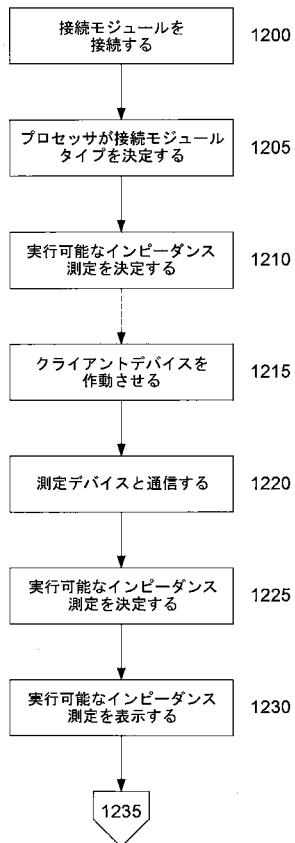 接続モジュールを
接続する
1200
プロセッサが接続モジュール
タイプを決定する
1205
実行可能なインピーダンス
測定を決定する
1210
クライアントデバイスを
作動させる
1215
測定デバイスと通信する
1220
実行可能なインピーダンス
測定を決定する
1225
実行可能なインピーダンス
測定を表示する
1230
1235